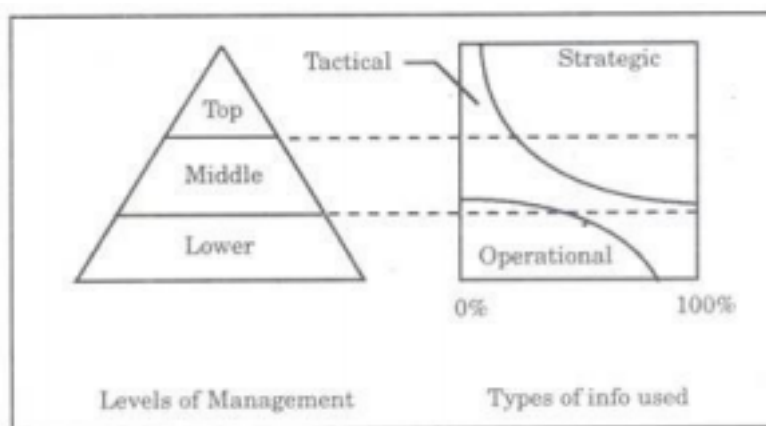 Tactical
Strategic
Top
Middle
Lower
Operational
0%
100%
Levels of Management
Types of info used